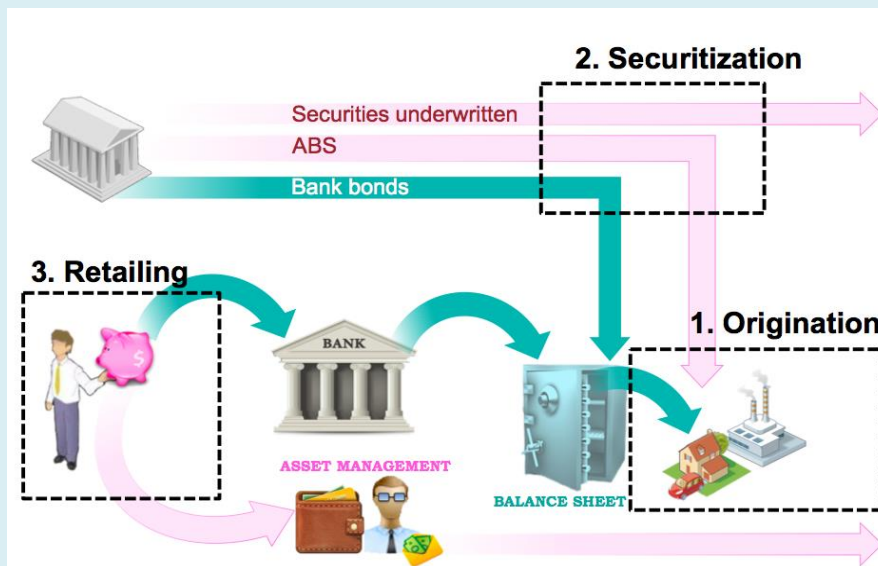 2. Securitization
Securities underwritten
ABS
Bank bonds
3. Retailing
1. Origination
BANK
$
ASSET MANAGEMENT
BALANCE SHEET